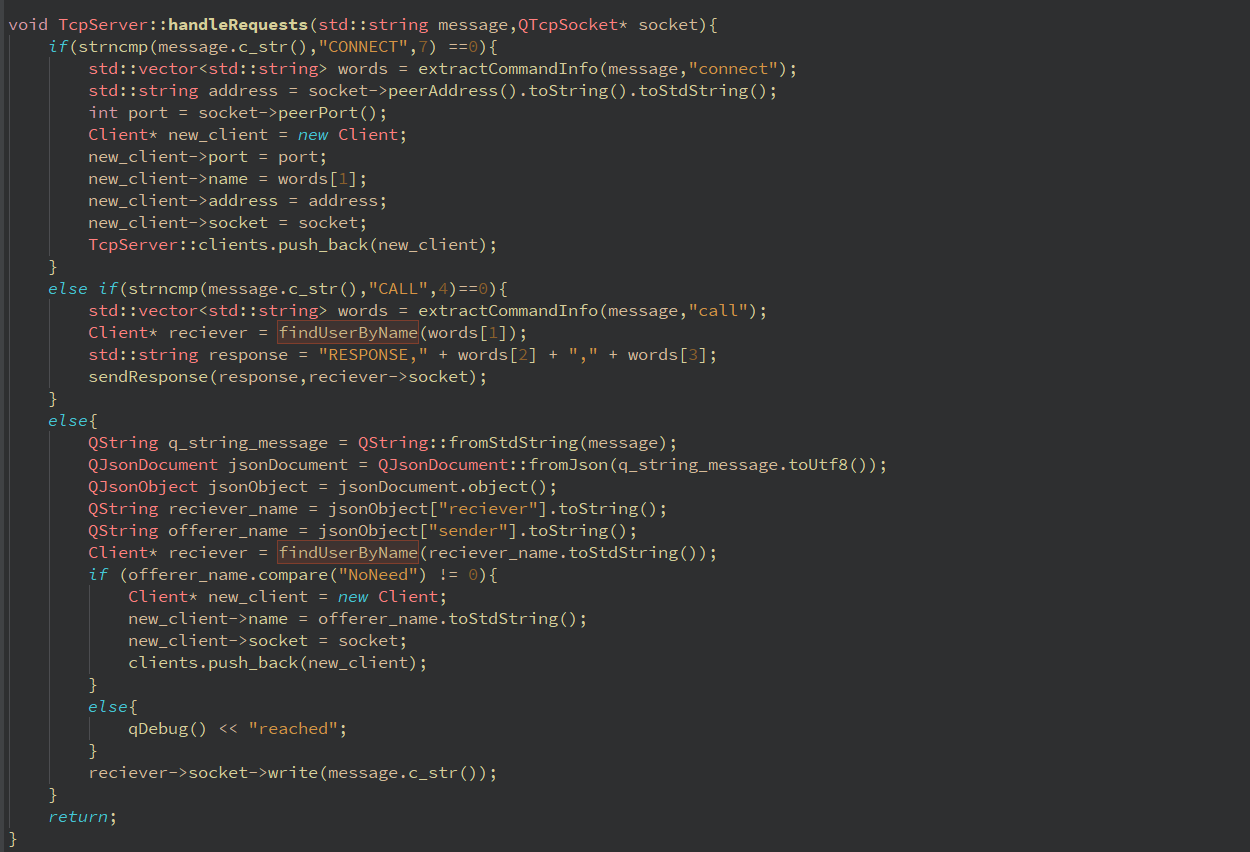 void TcpServer::handleRequests(std::string message,QTcpSocket* socket){
    if(strncmp(message.c_str(),"CONNECT",7) ==0){
        std::vector<std::string> words = extractCommandInfo(message,"connect");
        std::string address = socket->peerAddress().toString().toStdString();
        int port = socket->peerPort();
        Client* new_client = new Client;
        new_client->port = port;
        new_client->name = words[1];
        new_client->address = address;
        new_client->socket = socket;
        TcpServer::clients.push_back(new_client);
    }
    else if(strncmp(message.c_str(),"CALL",4)==0){
        std::vector<std::string> words = extractCommandInfo(message,"call");
        Client* reciever = findUserByName(words[1]);
        std::string response = "RESPONSE," + words[2] + "," + words[3];
        sendResponse(response,reciever->socket);
    }
    else{
        QString q_string_message = QString::fromStdString(message);
        QJsonDocument jsonDocument = QJsonDocument::fromJson(q_string_message.toUtf8());
        QJsonObject jsonObject = jsonDocument.object();
        QString reciever_name = jsonObject["reciever"].toString();
        QString offerer_name = jsonObject["sender"].toString();
        Client* reciever = findUserByName(reciever_name.toStdString());
        if (offerer_name.compare("NoNeed") != 0){
            Client* new_client = new Client;
            new_client->name = offerer_name.toStdString();
            new_client->socket = socket;
            clients.push_back(new_client);
        }
        else{
            qDebug() << "reached";
        }
        reciever->socket->write(message.c_str());
    }
    return;
}